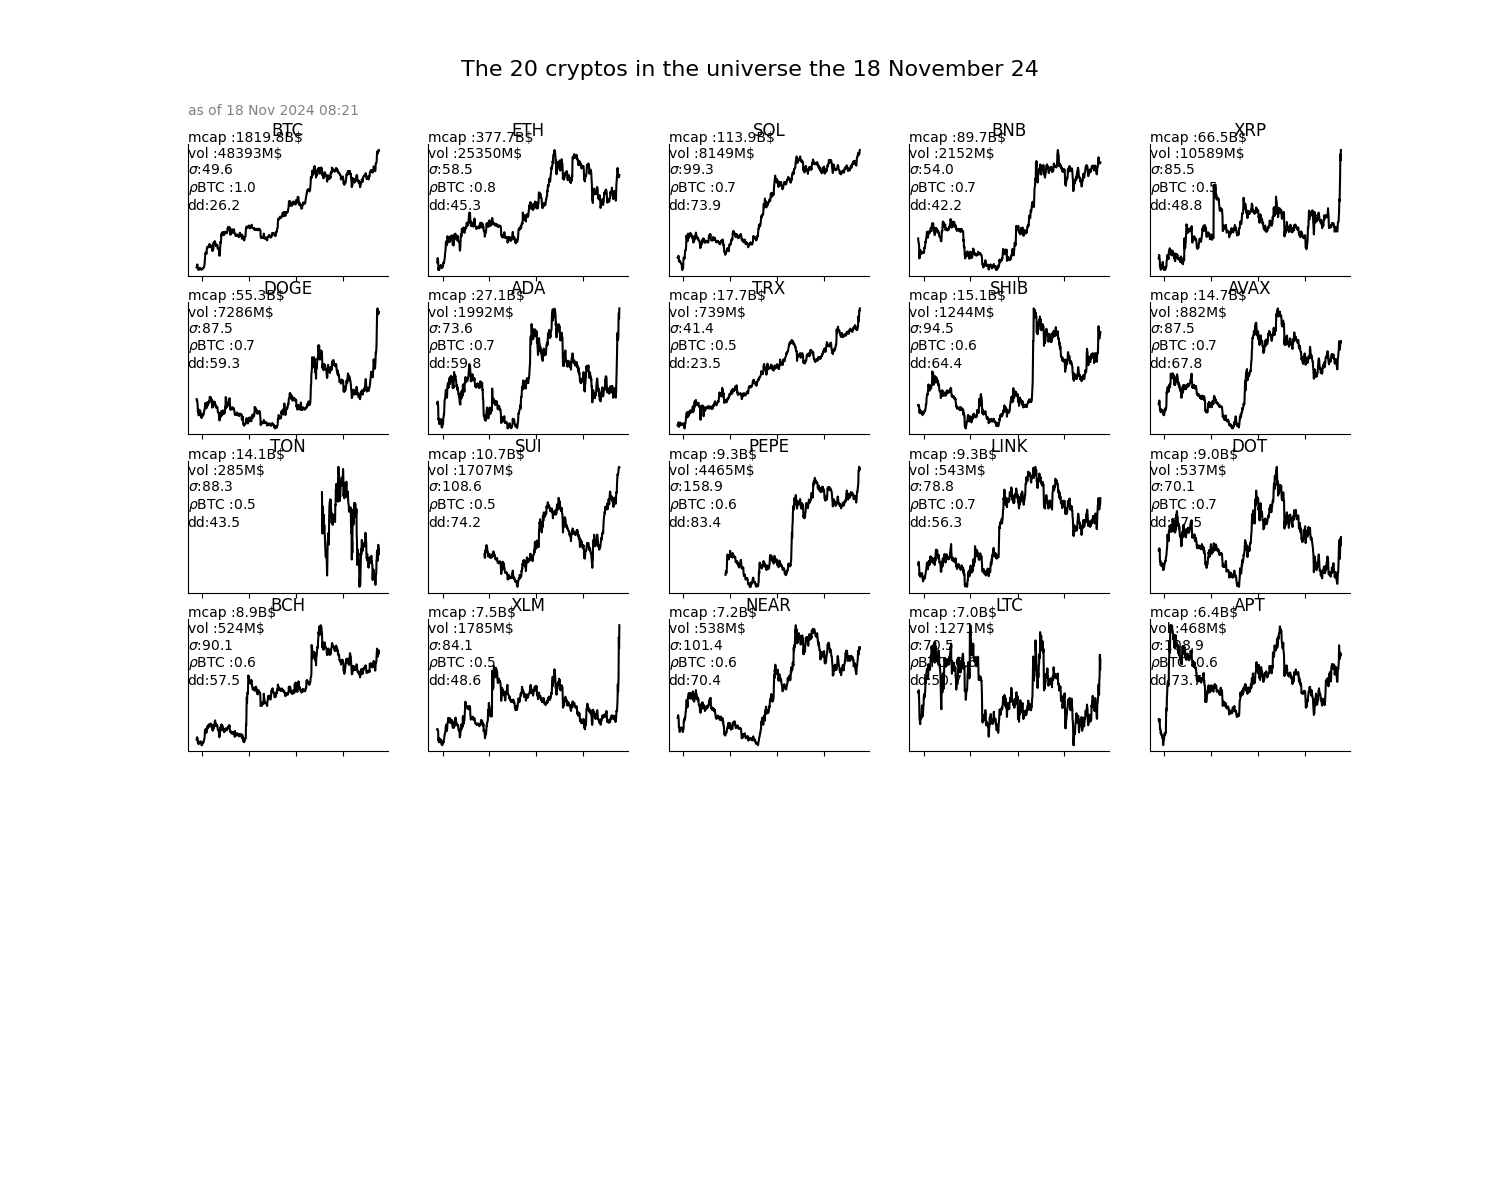 The 20 cryptos in the universe the 18 November 24
as of 18 Nov 2024 08:21
BTC
mcap :1819.8B$
vol :48393M$
σ:49.6
ρBTC :1.0
dd:26.2
ETH
mcap :377.7B$
vol :25350M$
σ:58.5
ρBTC :0.8
dd:45.3
SOL
mcap :113.9B$
vol :8149M$
σ:99.3
ρBTC :0.7
dd:73.9
BNB
mcap :89.7B$
vol :2152M$
σ:54.0
ρBTC :0.7
dd:42.2
XRP
mcap :66.5B$
vol :10589M$
σ:85.5
ρBTC :0.5
dd:48.8
DOGE
mcap :55.3B$
vol :7286M$
σ:87.5
ρBTC :0.7
dd:59.3
ADA
mcap :27.1B$
vol :1992M$
σ:73.6
ρBTC :0.7
dd:59.8
TRX
mcap :17.7B$
vol :739M$
σ:41.4
ρBTC :0.5
dd:23.5
SHIB
mcap :15.1B$
vol :1244M$
σ:94.5
ρBTC :0.6
dd:64.4
AVAX
mcap :14.7B$
vol :882M$
σ:87.5
ρBTC :0.7
dd:67.8
TON
mcap :14.1B$
vol :285M$
σ:88.3
ρBTC :0.5
dd:43.5
SUI
mcap :10.7B$
vol :1707M$
σ:108.6
ρBTC :0.5
dd:74.2
PEPE
mcap :9.3B$
vol :4465M$
σ:158.9
ρBTC :0.6
dd:83.4
LINK
mcap :9.3B$
vol :543M$
σ:78.8
ρBTC :0.7
dd:56.3
DOT
mcap :9.0B$
vol :537M$
σ:70.1
ρBTC :0.7
BCH
mcap :8.9B$
vol :524M$
σ:90.1
ρBTC :0.6
dd:57.5
XLM
mcap :7.5B$
vol :1785M$
σ:84.1
ρBTC :0.5
dd:48.6
NEAR
mcap :7.2B$
vol :538M$
σ:101.4
ρBTC :0.6
dd:70.4
LTC
mcap :7.0B$
vol :1271M$
APT
mcap :6.4B$
vol :468M$
σ:108.9
ρBTC :0.6